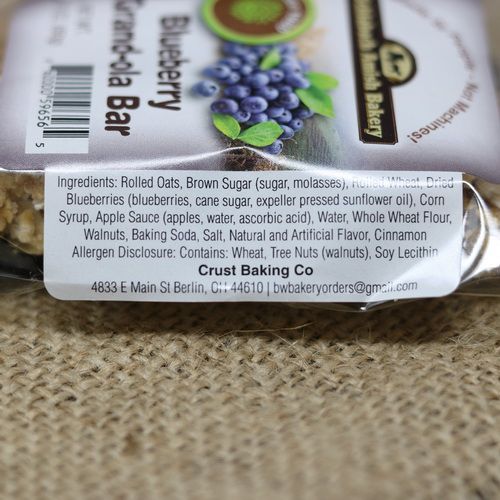 Blueberry
Grand-ola Bar
Amish Bakery
Not Machines!
59656 5
Ingredients: Rolled Oats, Brown Sugar (sugar, molasses), Rolled Wheat, Dried
Blueberries (blueberries, cane sugar, expeller pressed sunflower oil), Corn
Syrup, Apple Sauce (apples, water, ascorbic acid), Water, Whole Wheat Flour,
Walnuts, Baking Soda, Salt, Natural and Artificial Flavor, Cinnamon
Allergen Disclosure: Contains: Wheat, Tree Nuts (walnuts), Soy Lecithin
Crust Baking Co
4833 E Main St Berlin, OH 44610 | bwbakeryorders@gmail.com